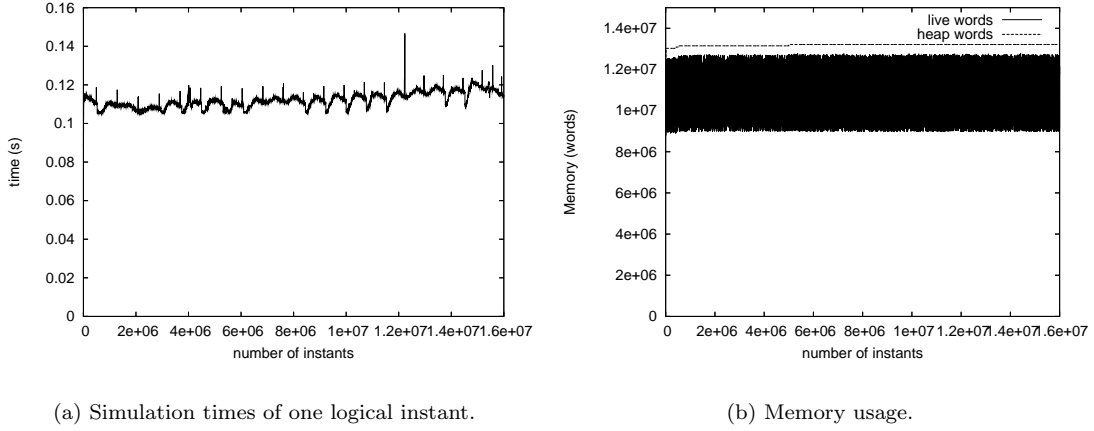 0.16
0.14
0.12
0.1
0.08
0.06
0.04
0.02
0
time (s)
0 2e+06 4e+06 6e+06 8e+06 1e+07 1.2e+07 1.4e+07 1.6e+07
number of instants
(a) Simulation times of one logical instant.
live words
heap words
1.4e+07
1.2e+07
1e+07
8e+06
6e+06
4e+06
2e+06
0
Memory (words)
0 2e+06 4e+06 6e+06 8e+06 1e+07 1.2e+07 1.4e+07 1.6e+07
number of instants
(b) Memory usage.